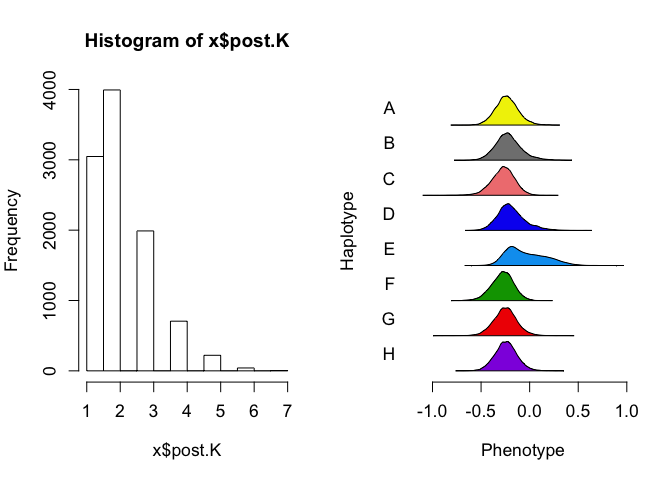 Histogram of x$post.K
Frequency
0
1000
2000
3000
4000
1 2 3 4 5 6 7
x$post.K
Haplotype
A
B
C
D
E
F
G
H
-1.0 -0.5 0.0 0.5 1.0
Phenotype